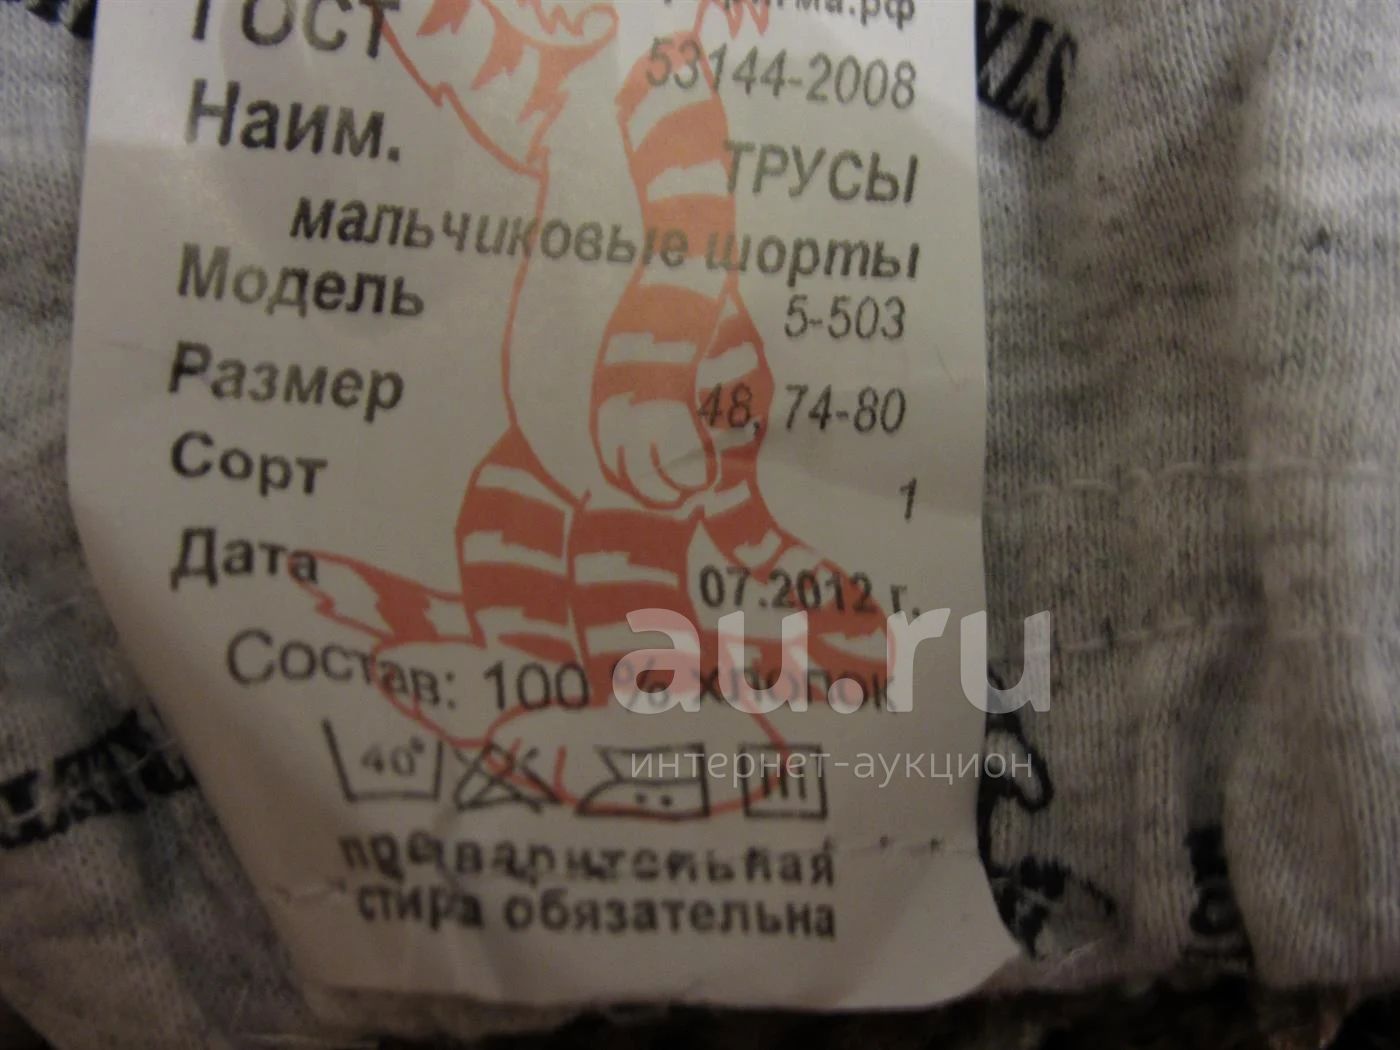 ГОСТ 53144-2008
Наим. ТРУСЫ
мальчиковые шорты
Модель 5-503
Размер 48, 74-80
Сорт 1
Дата 07.2012 г.
Состав: 100 % хлопок
40°
предварительная
стирка обязательна
au.ru
интернет-аукцион